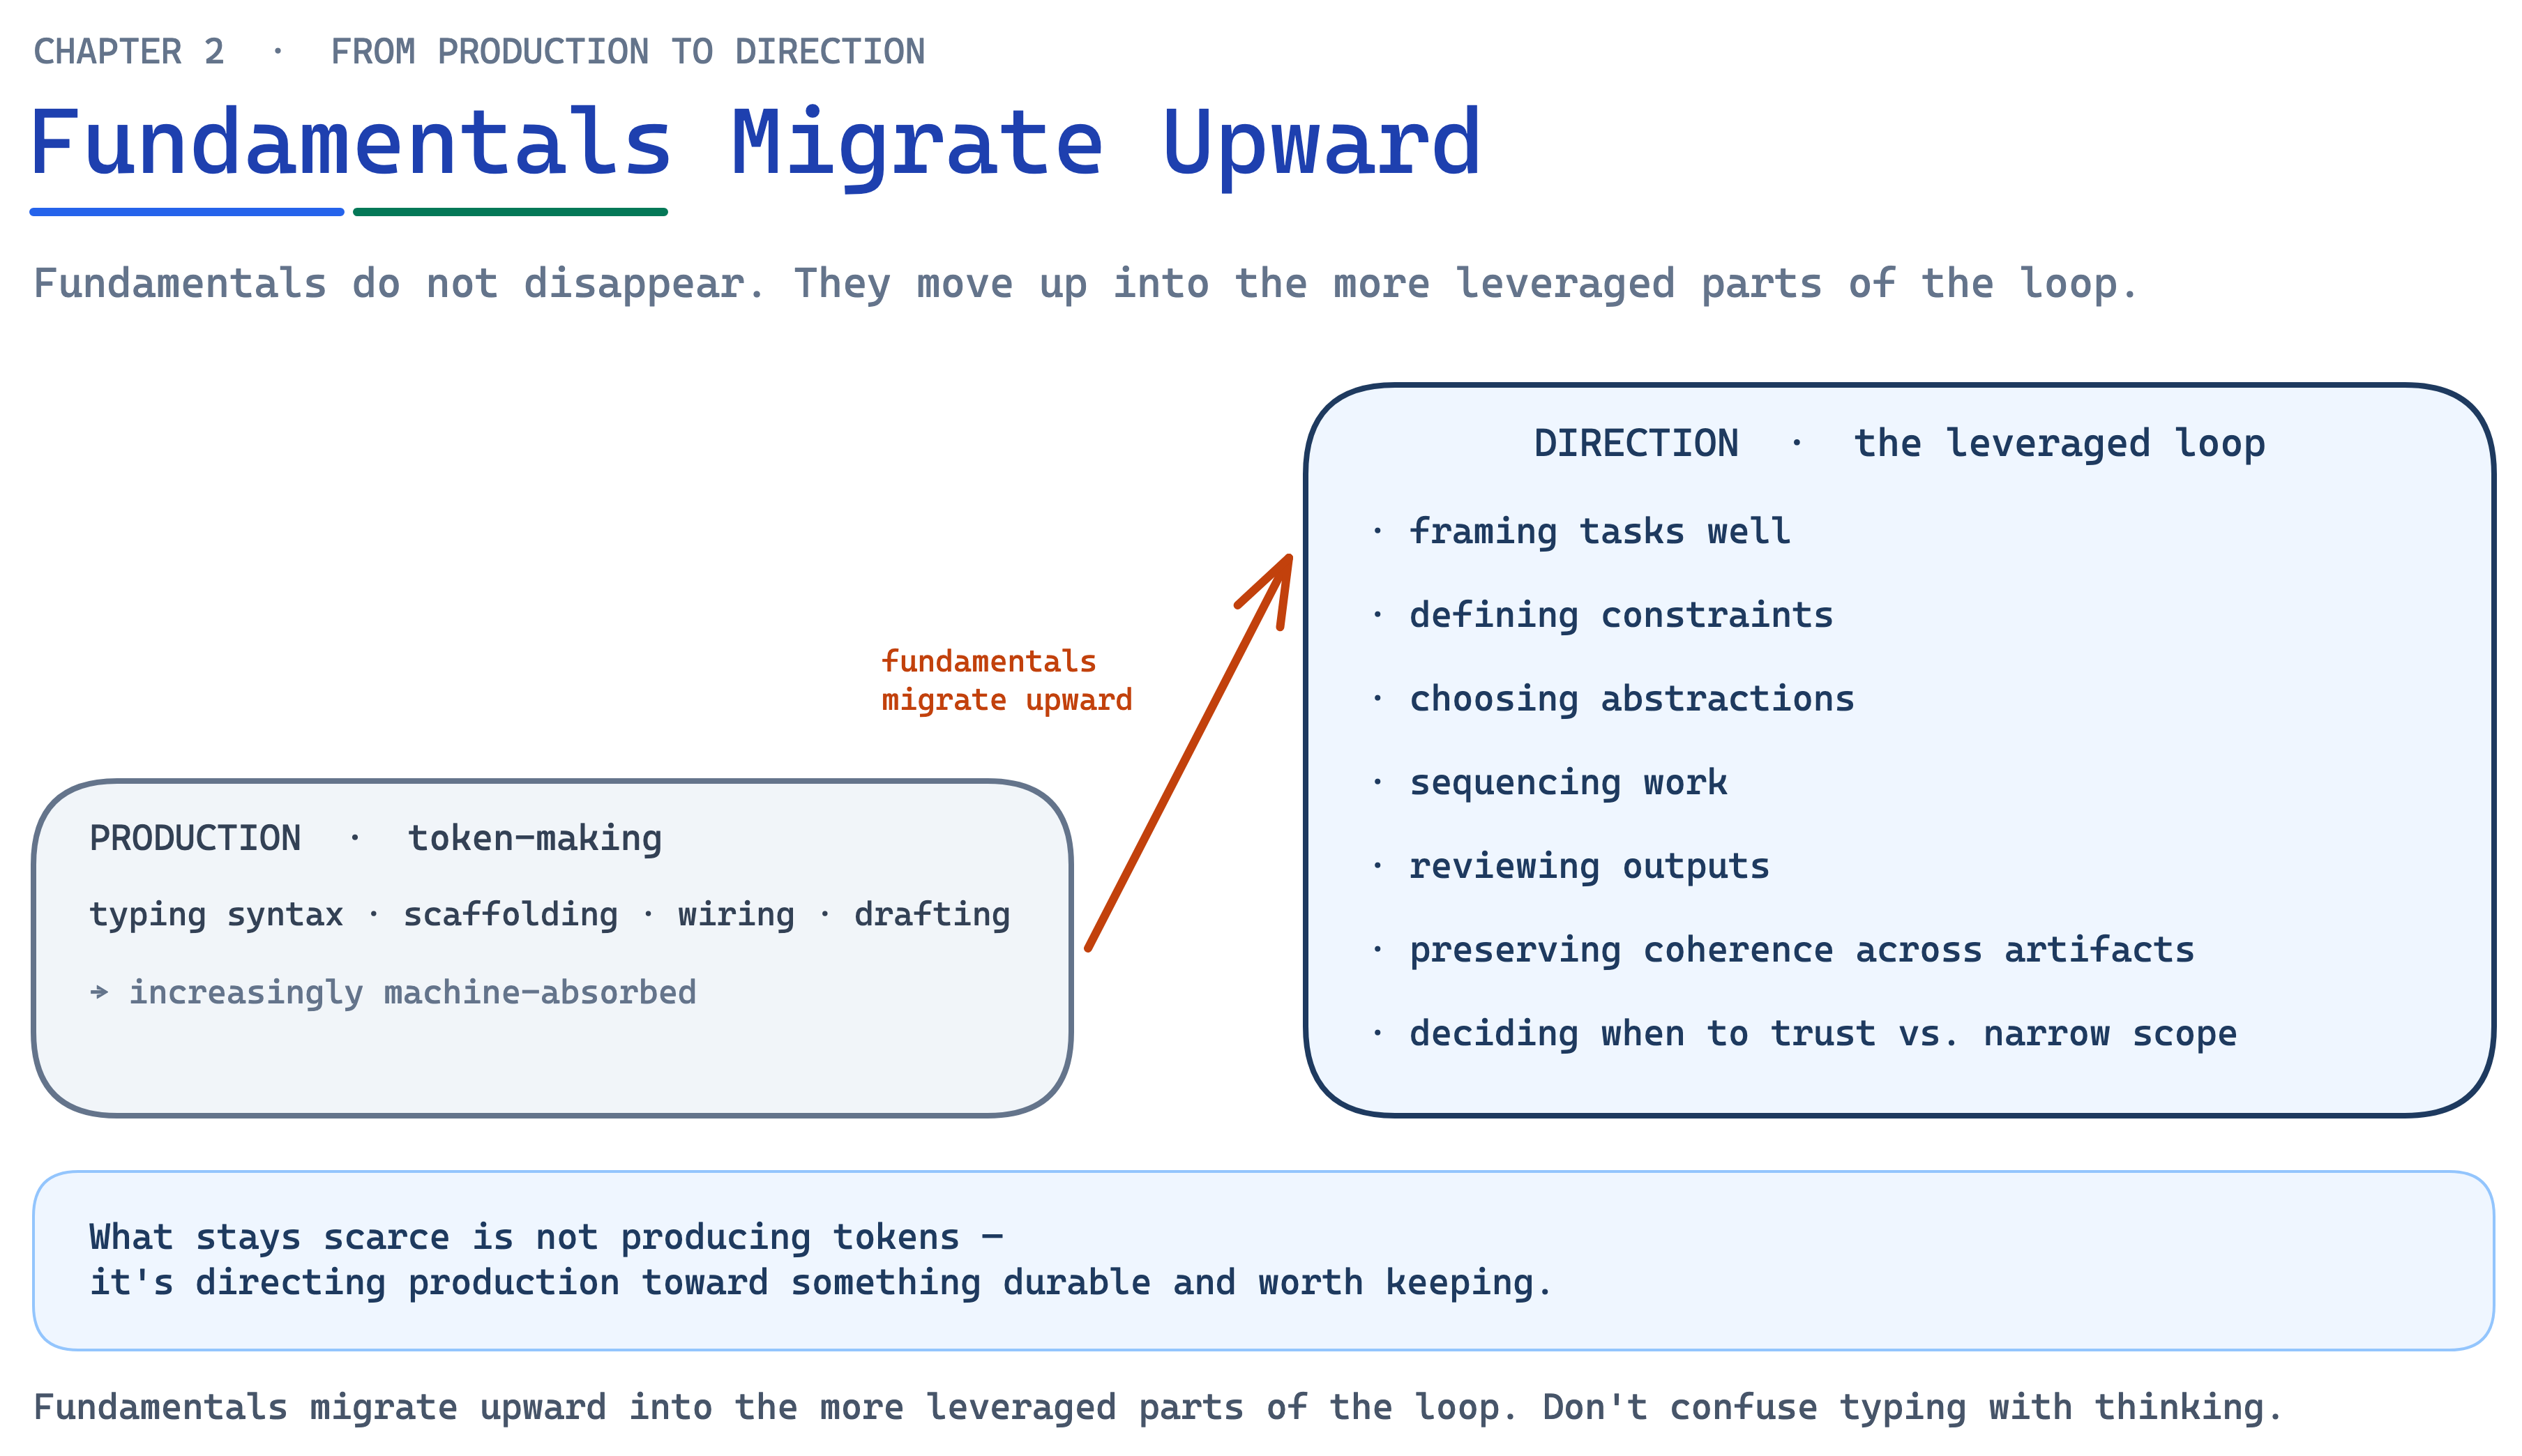 CHAPTER 2 · FROM PRODUCTION TO DIRECTION
Fundamentals Migrate Upward
Fundamentals do not disappear. They move up into the more leveraged parts of the loop.
DIRECTION · the leveraged loop
· framing tasks well
· defining constraints
· choosing abstractions
· sequencing work
· reviewing outputs
· preserving coherence across artifacts
· deciding when to trust vs. narrow scope
fundamentals
migrate upward
PRODUCTION · token-making
typing syntax · scaffolding · wiring · drafting
→ increasingly machine-absorbed
What stays scarce is not producing tokens —
it's directing production toward something durable and worth keeping.
Fundamentals migrate upward into the more leveraged parts of the loop. Don't confuse typing with thinking.